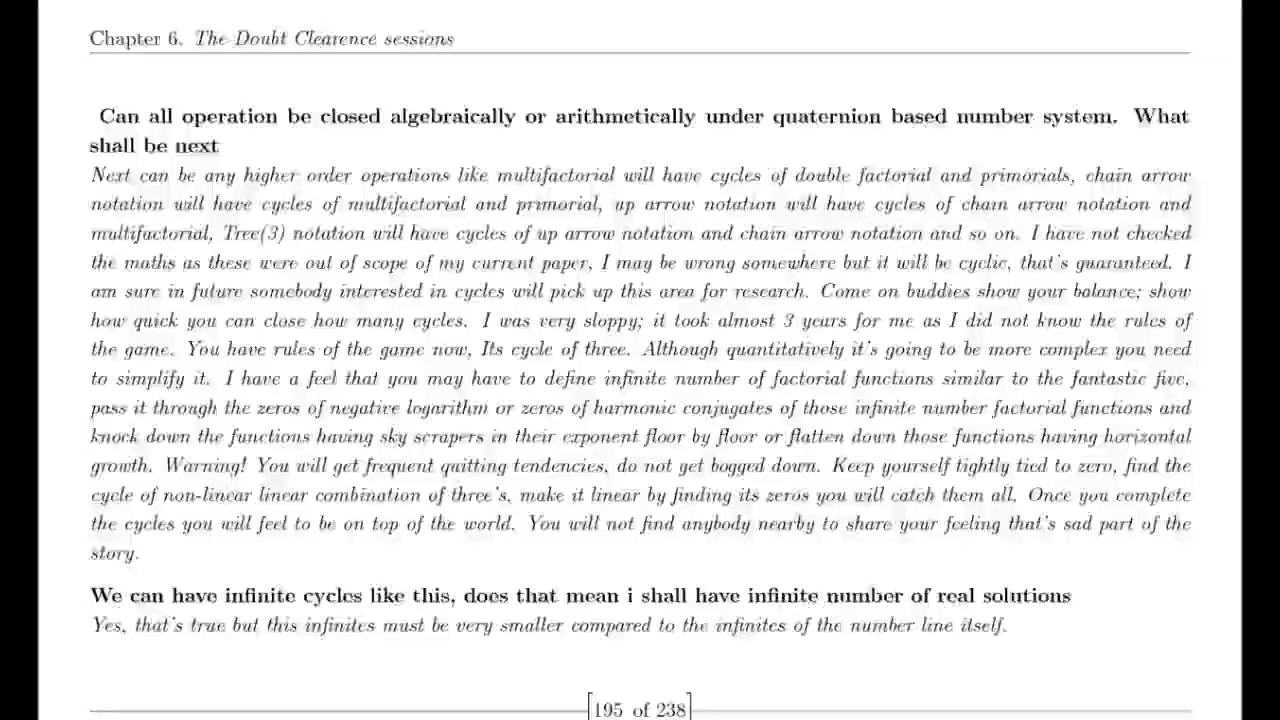 Chapter 6. The Doubt Clearence sessions
Can all operation be closed algebraically or arithmetically under quaternion based number system. What
shall be next
Next can be any higher order operations like multifactorial will have cycles of double factorial and primorials, chain arrow
notation will have cycles of multifactorial and primorial, up arrow notation will have cycles of chain arrow notation and
multifactorial, Tree(3) notation will have cycles of up arrow notation and chain arrow notation and so on. I have not checked
the maths as these were out of scope of my current paper, I may be wrong somewhere but it will be cyclic, that's guaranteed. I
am sure in future somebody interested in cycles will pick up this area for research. Come on buddies show your balance; show
how quick you can close how many cycles. I was very sloppy; it took almost 3 years for me as I did not know the rules of
the game. You have rules of the game now, Its cycle of three. Although quantitatively it's going to be more complex you need
to simplify it. I have a feel that you may have to define infinite number of factorial functions similar to the fantastic five,
pass it through the zeros of negative logarithm or zeros of harmonic conjugates of those infinite number factorial functions and
knock down the functions having sky scrapers in their exponent floor by floor or flatten down those functions having horizontal
growth. Warning! You will get frequent quitting tendencies, do not get bogged down. Keep yourself tightly tied to zero, find the
cycle of non-linear linear combination of three's, make it linear by finding its zeros you will catch them all. Once you complete
the cycles you will feel to be on top of the world. You will not find anybody nearby to share your feeling that's sad part of the
story.
We can have infinite cycles like this, does that mean i shall have infinite number of real solutions
Yes, that's true but this infinites must be very smaller compared to the infinites of the number line itself.
[195 of 238]